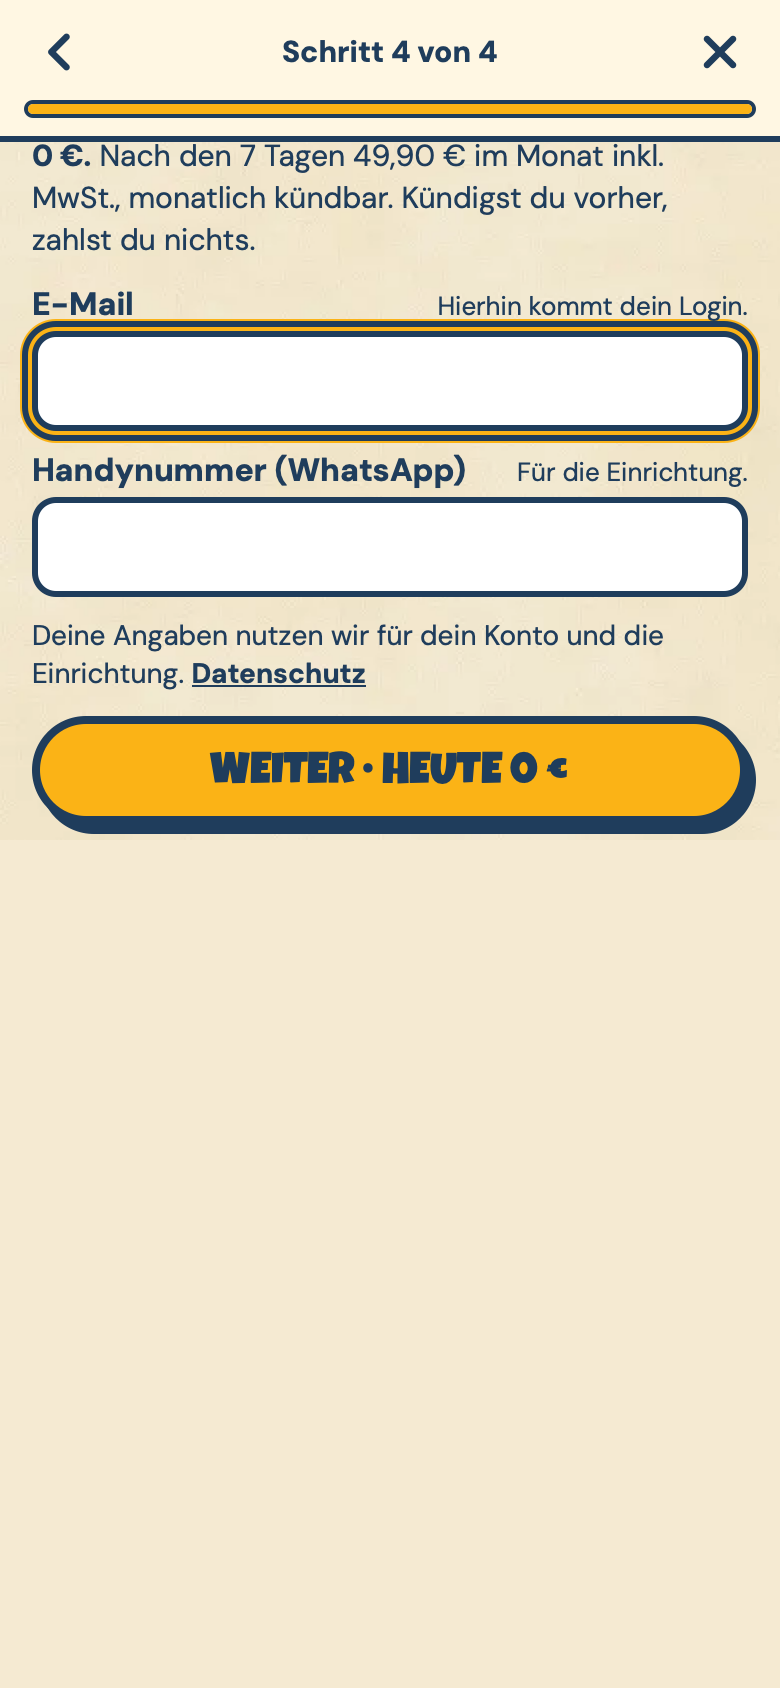 Schritt 4 von 4
0 €. Nach den 7 Tagen 49,90 € im Monat inkl.
MwSt., monatlich kündbar. Kündigst du vorher,
zahlst du nichts.
E-Mail Hierhin kommt dein Login.
Handynummer (WhatsApp) Für die Einrichtung.
Deine Angaben nutzen wir für dein Konto und die
Einrichtung. Datenschutz
WEITER · HEUTE 0 €